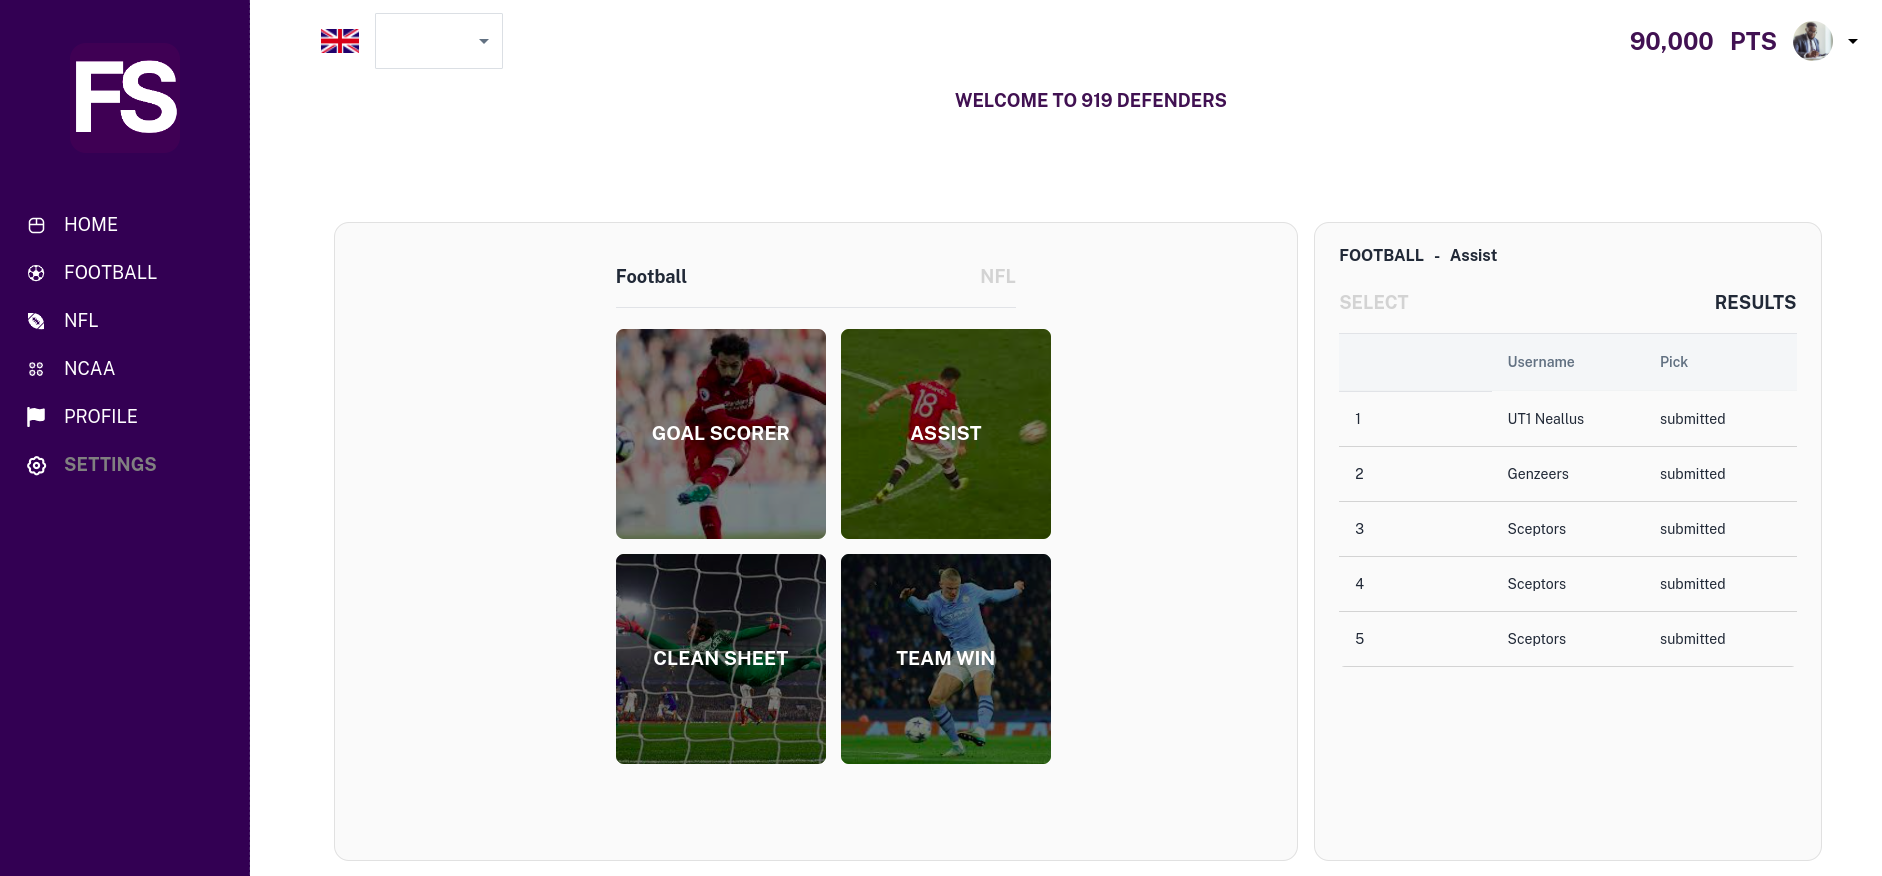 FS
90,000 PTS
WELCOME TO 919 DEFENDERS
HOME
FOOTBALL
NFL
NCAA
PROFILE
SETTINGS
Football NFL
GOAL SCORER
ASSIST
18
CLEAN SHEET
TEAM WIN
FOOTBALL - Assist
SELECT RESULTS
Username Pick
1 UT1 Neallus submitted
2 Genzeers submitted
3 Sceptors submitted
4 Sceptors submitted
5 Sceptors submitted